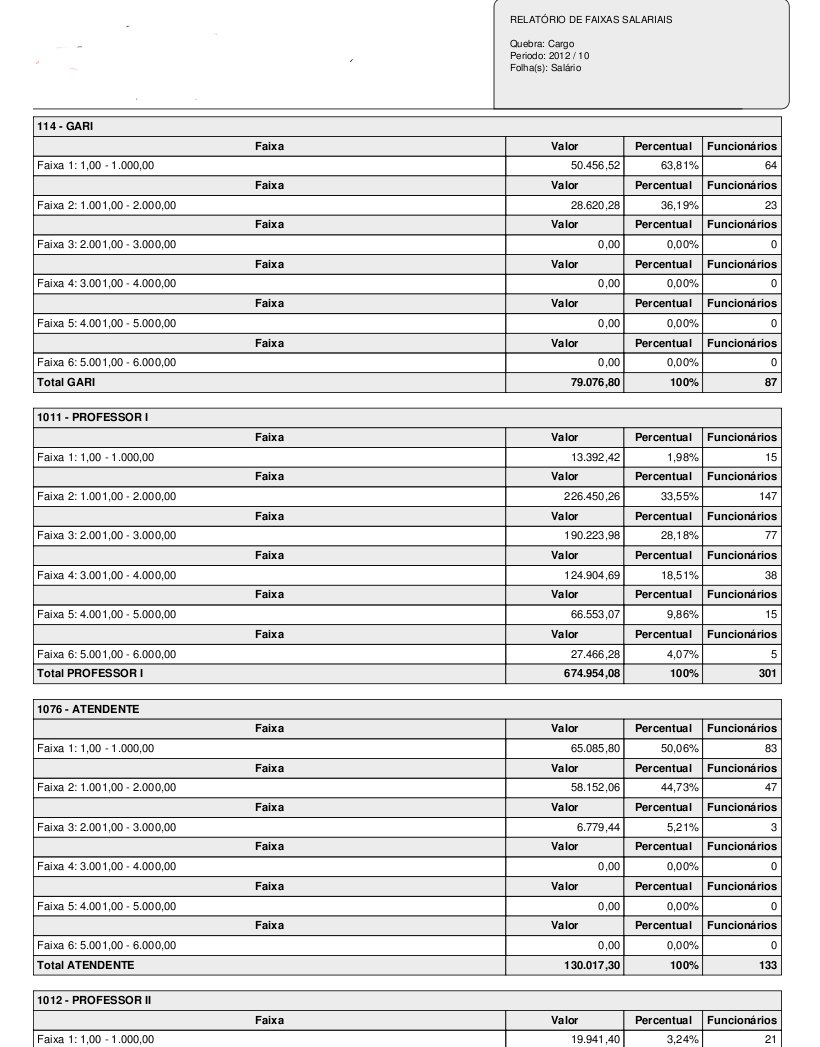 RELATÓRIO DE FAIXAS SALARIAIS
Quebra: Cargo
Periodo: 2012 / 10
Folha(s): Salário
114 - GARI
Faixa Valor Percentual Funcionários
Faixa 1: 1,00 - 1.000,00 50.456,52 63,81% 64
Faixa Valor Percentual Funcionários
Faixa 2: 1.001,00 - 2.000,00 28.620,28 36,19% 23
Faixa Valor Percentual Funcionários
Faixa 3: 2.001,00 - 3.000,00 0,00 0,00% 0
Faixa Valor Percentual Funcionários
Faixa 4: 3.001,00 - 4.000,00 0,00 0,00% 0
Faixa Valor Percentual Funcionários
Faixa 5: 4.001,00 - 5.000,00 0,00 0,00% 0
Faixa Valor Percentual Funcionários
Faixa 6: 5.001,00 - 6.000,00 0,00 0,00% 0
Total GARI 79.076,80 100% 87
1011 - PROFESSOR I
Faixa Valor Percentual Funcionários
Faixa 1: 1,00 - 1.000,00 13.392,42 1,98% 15
Faixa Valor Percentual Funcionários
Faixa 2: 1.001,00 - 2.000,00 226.450,26 33,55% 147
Faixa Valor Percentual Funcionários
Faixa 3: 2.001,00 - 3.000,00 190.223,98 28,18% 77
Faixa Valor Percentual Funcionários
Faixa 4: 3.001,00 - 4.000,00 124.904,69 18,51% 38
Faixa Valor Percentual Funcionários
Faixa 5: 4.001,00 - 5.000,00 66.553,07 9,86% 15
Faixa Valor Percentual Funcionários
Faixa 6: 5.001,00 - 6.000,00 27.466,28 4,07% 5
Total PROFESSOR I 674.954,08 100% 301
1076 - ATENDENTE
Faixa Valor Percentual Funcionários
Faixa 1: 1,00 - 1.000,00 65.085,80 50,06% 83
Faixa Valor Percentual Funcionários
Faixa 2: 1.001,00 - 2.000,00 58.152,06 44,73% 47
Faixa Valor Percentual Funcionários
Faixa 3: 2.001,00 - 3.000,00 6.779,44 5,21% 3
Faixa Valor Percentual Funcionários
Faixa 4: 3.001,00 - 4.000,00 0,00 0,00% 0
Faixa Valor Percentual Funcionários
Faixa 5: 4.001,00 - 5.000,00 0,00 0,00% 0
Faixa Valor Percentual Funcionários
Faixa 6: 5.001,00 - 6.000,00 0,00 0,00% 0
Total ATENDENTE 130.017,30 100% 133
1012 - PROFESSOR II
Faixa Valor Percentual Funcionários
Faixa 1: 1,00 - 1.000,00 19.941,40 3,24% 21